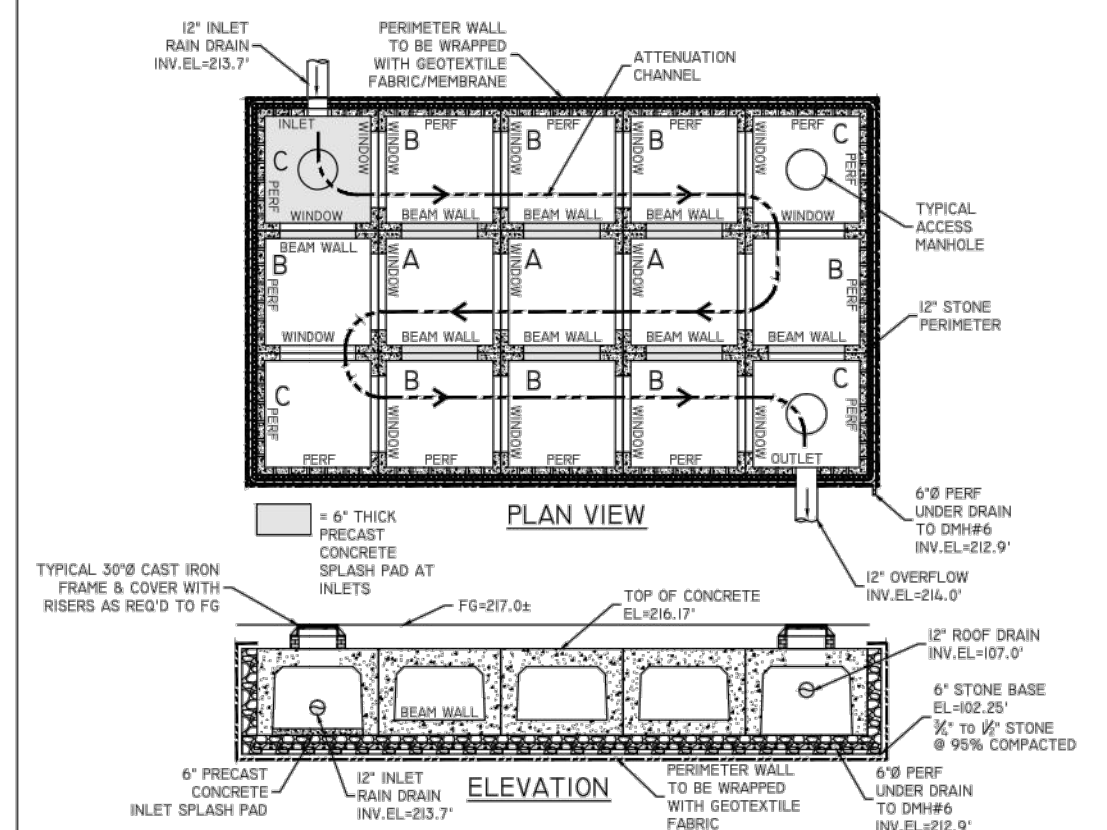 12" INLET
RAIN DRAIN
INV.EL=213.7'
PERIMETER WALL
TO BE WRAPPED
WITH GEOTEXTILE
FABRIC/MEMBRANE
ATTENUATION
CHANNEL
INLET
C
PERF
WINDOW
WINDOW
WINDOW
B
PERF
BEAM WALL
WINDOW
B
PERF
BEAM WALL
B
PERF
BEAM WALL
WINDOW
PERF
C
PERF
WINDOW
TYPICAL
ACCESS
MANHOLE
BEAM WALL
B
PERF
WINDOW
WINDOW
A
BEAM WALL
WINDOW
A
BEAM WALL
A
BEAM WALL
WINDOW
B
PERF
BEAM WALL
12" STONE
PERIMETER
C
PERF
PERF
WINDOW
B
PERF
WINDOW
B
PERF
B
PERF
WINDOW
C
PERF
OUTLET
= 6" THICK
PRECAST
CONCRETE
SPLASH PAD AT
INLETS
PLAN VIEW
6"Ø PERF
UNDER DRAIN
TO DMH#6
INV.EL=212.9'
12" OVERFLOW
INV.EL=214.0'
TYPICAL 30"Ø CAST IRON
FRAME & COVER WITH
RISERS AS REQ'D TO FG
FG=217.0±
TOP OF CONCRETE
EL=216.17'
12" ROOF DRAIN
INV.EL=107.0'
6" STONE BASE
EL=102.25'
¾" TO 1½" STONE
@ 95% COMPACTED
BEAM WALL
6" PRECAST
CONCRETE
INLET SPLASH PAD
12" INLET
RAIN DRAIN
INV.EL=213.7'
ELEVATION
PERIMETER WALL
TO BE WRAPPED
WITH GEOTEXTILE
FABRIC
6"Ø PERF
UNDER DRAIN
TO DMH#6
INV.EL=212.9'